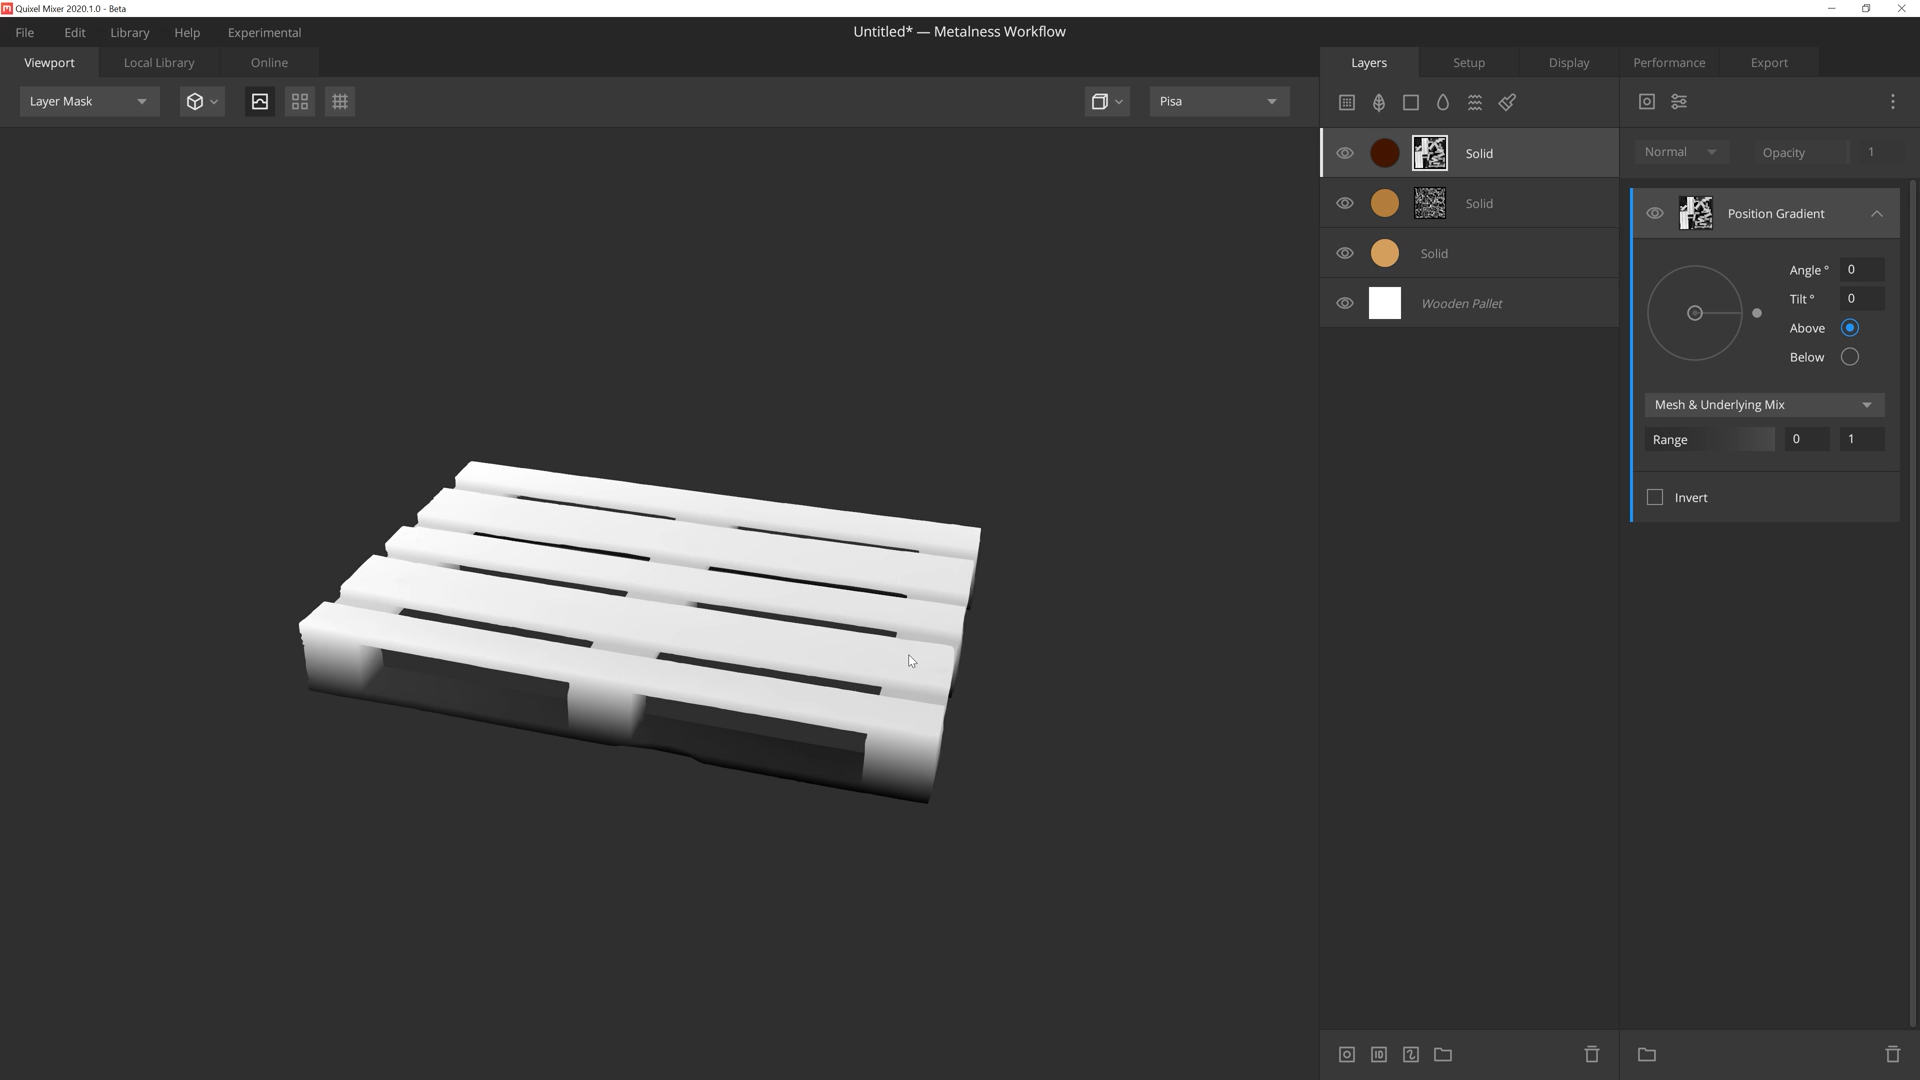 Quixel Mixer 2020.1.0 - Beta
File Edit Library Help Experimental
Untitled* — Metalness Workflow
Viewport Local Library Online
Layers Setup Display Performance Export
Layer Mask
Pisa
Normal Opacity 1
Solid
Solid
Solid
Wooden Pallet
Position Gradient
Angle ° 0
Tilt ° 0
Above
Below
Mesh & Underlying Mix
Range 0 1
Invert
ID